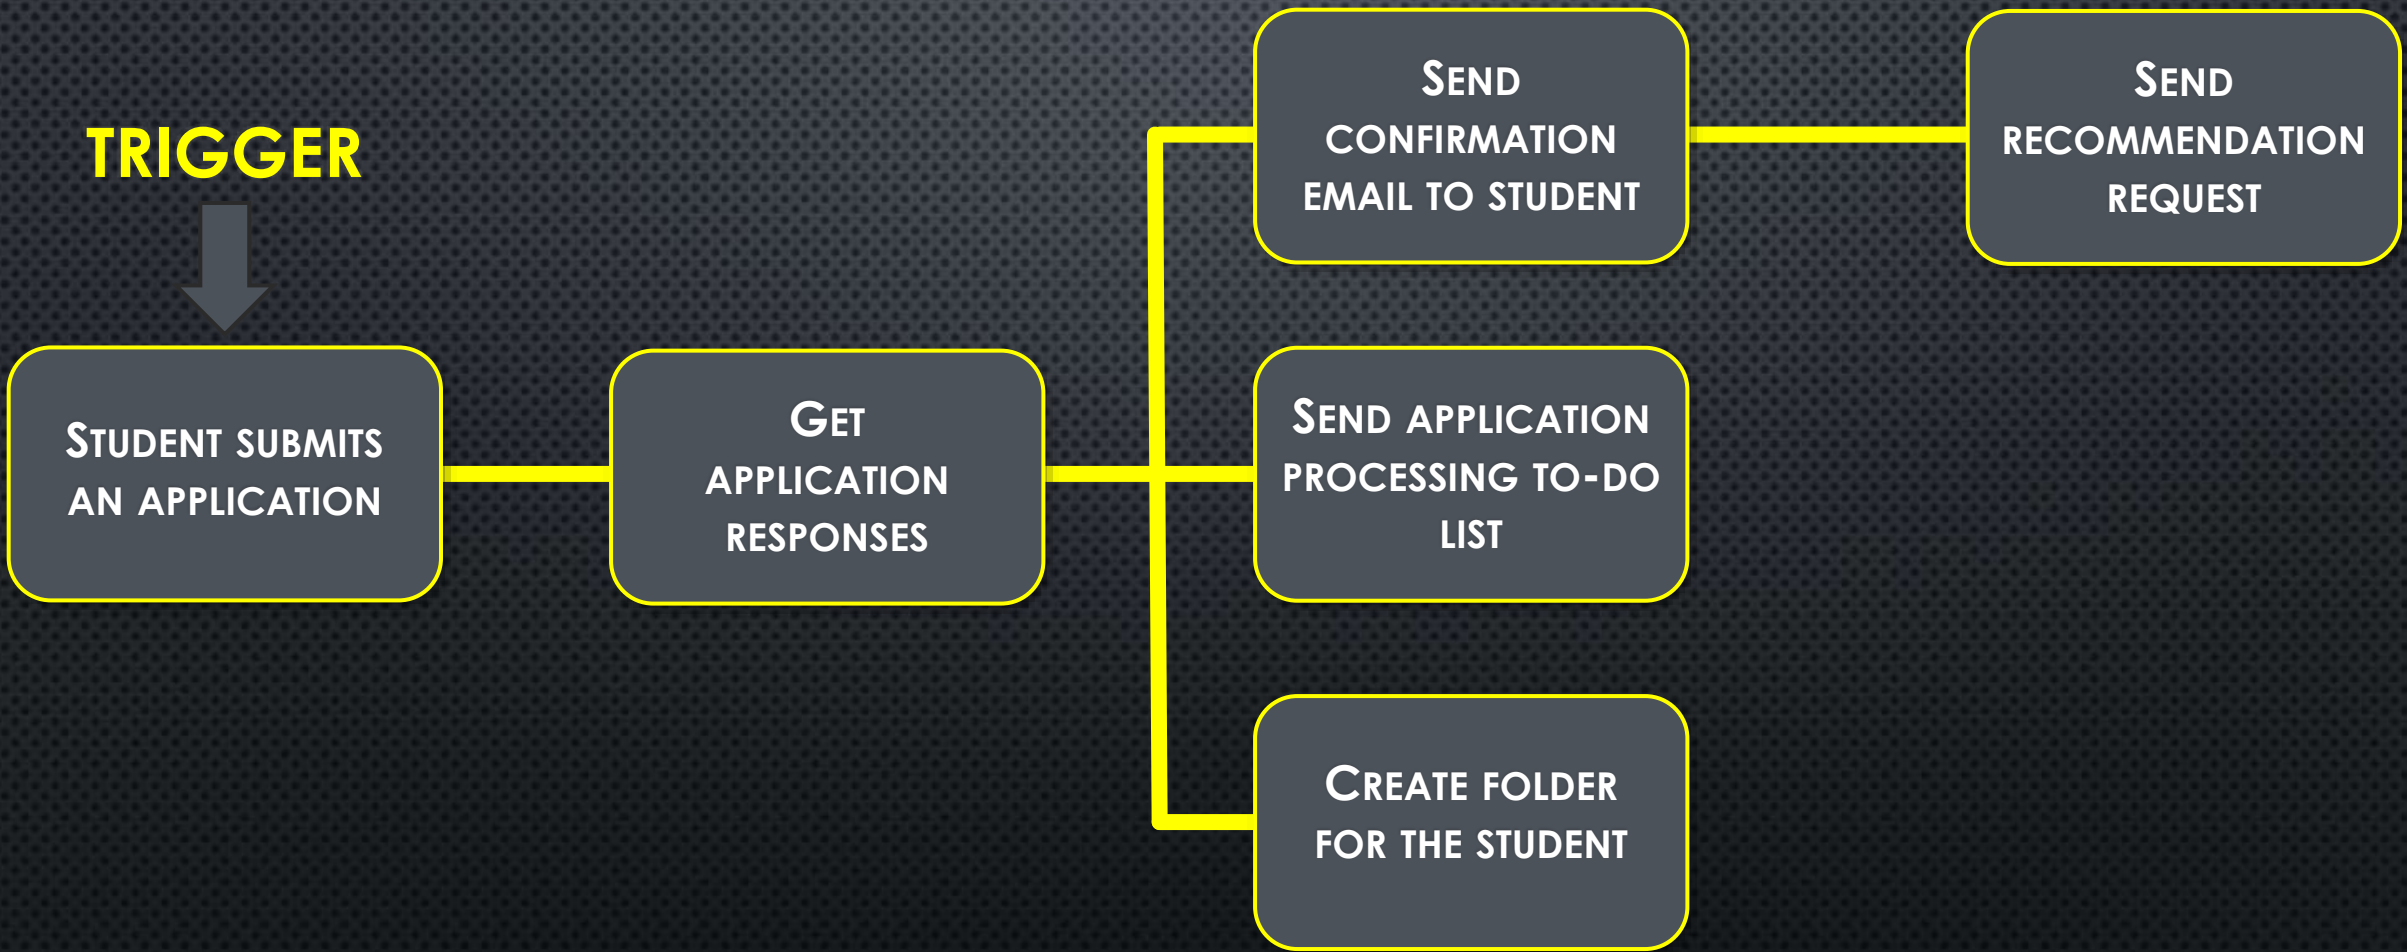 TRIGGER
STUDENT SUBMITS
AN APPLICATION
GET
APPLICATION
RESPONSES
SEND
CONFIRMATION
EMAIL TO STUDENT
SEND
RECOMMENDATION
REQUEST
SEND APPLICATION
PROCESSING TO-DO
LIST
CREATE FOLDER
FOR THE STUDENT